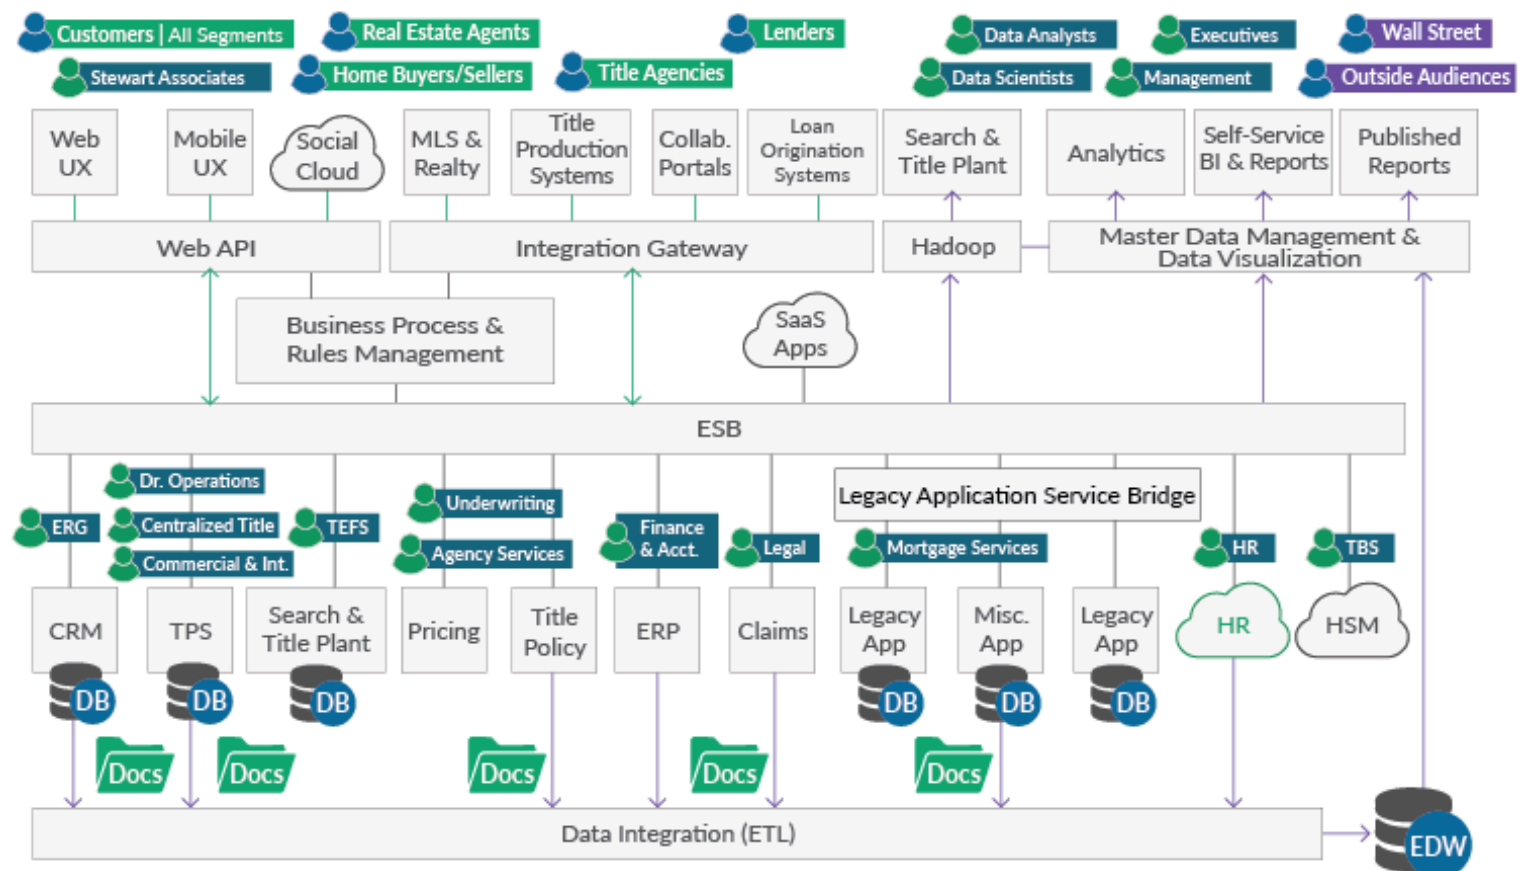 Customers | All Segments
Real Estate Agents
Lenders
Data Analysts
Executives
Wall Street
Stewart Associates
Home Buyers/Sellers
Title Agencies
Data Scientists
Management
Outside Audiences
Web
UX
Mobile
UX
Social
Cloud
MLS &
Realty
Title
Production
Systems
Collab.
Portals
Loan
Origination
Systems
Search &
Title Plant
Analytics
Self-Service
BI & Reports
Published
Reports
Web API
Integration Gateway
Hadoop
Master Data Management &
Data Visualization
Business Process &
Rules Management
SaaS
Apps
ESB
Dr. Operations
Underwriting
Legacy Application Service Bridge
ERG
Centralized Title
TEFS
Finance
& Acct.
Commercial & Int.
Agency Services
Legal
Mortgage Services
HR
TBS
CRM
TPS
Search &
Title Plant
Pricing
Title
Policy
ERP
Claims
Legacy
App
Misc.
App
Legacy
App
HR
HSM
DB
DB
DB
DB
DB
DB
Docs
Docs
Docs
Docs
Docs
Data Integration (ETL)
EDW